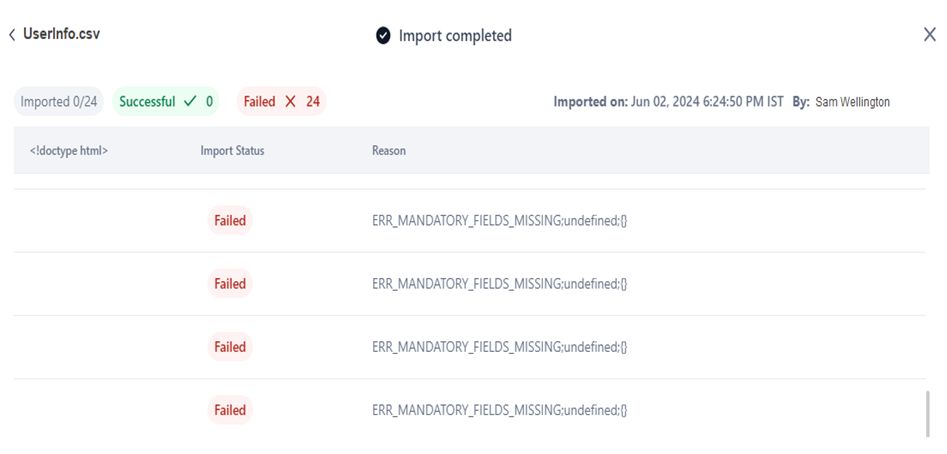 UserInfo.csv
Import completed
Imported 0/24 Successful 0 Failed 24 Imported on: Jun 02, 2024 6:24:50 PM IST By: Sam Wellington
<!doctype html> Import Status Reason
Failed ERR_MANDATORY_FIELDS_MISSING;undefined;{}
Failed ERR_MANDATORY_FIELDS_MISSING;undefined;{}
Failed ERR_MANDATORY_FIELDS_MISSING;undefined;{}
Failed ERR_MANDATORY_FIELDS_MISSING;undefined;{}